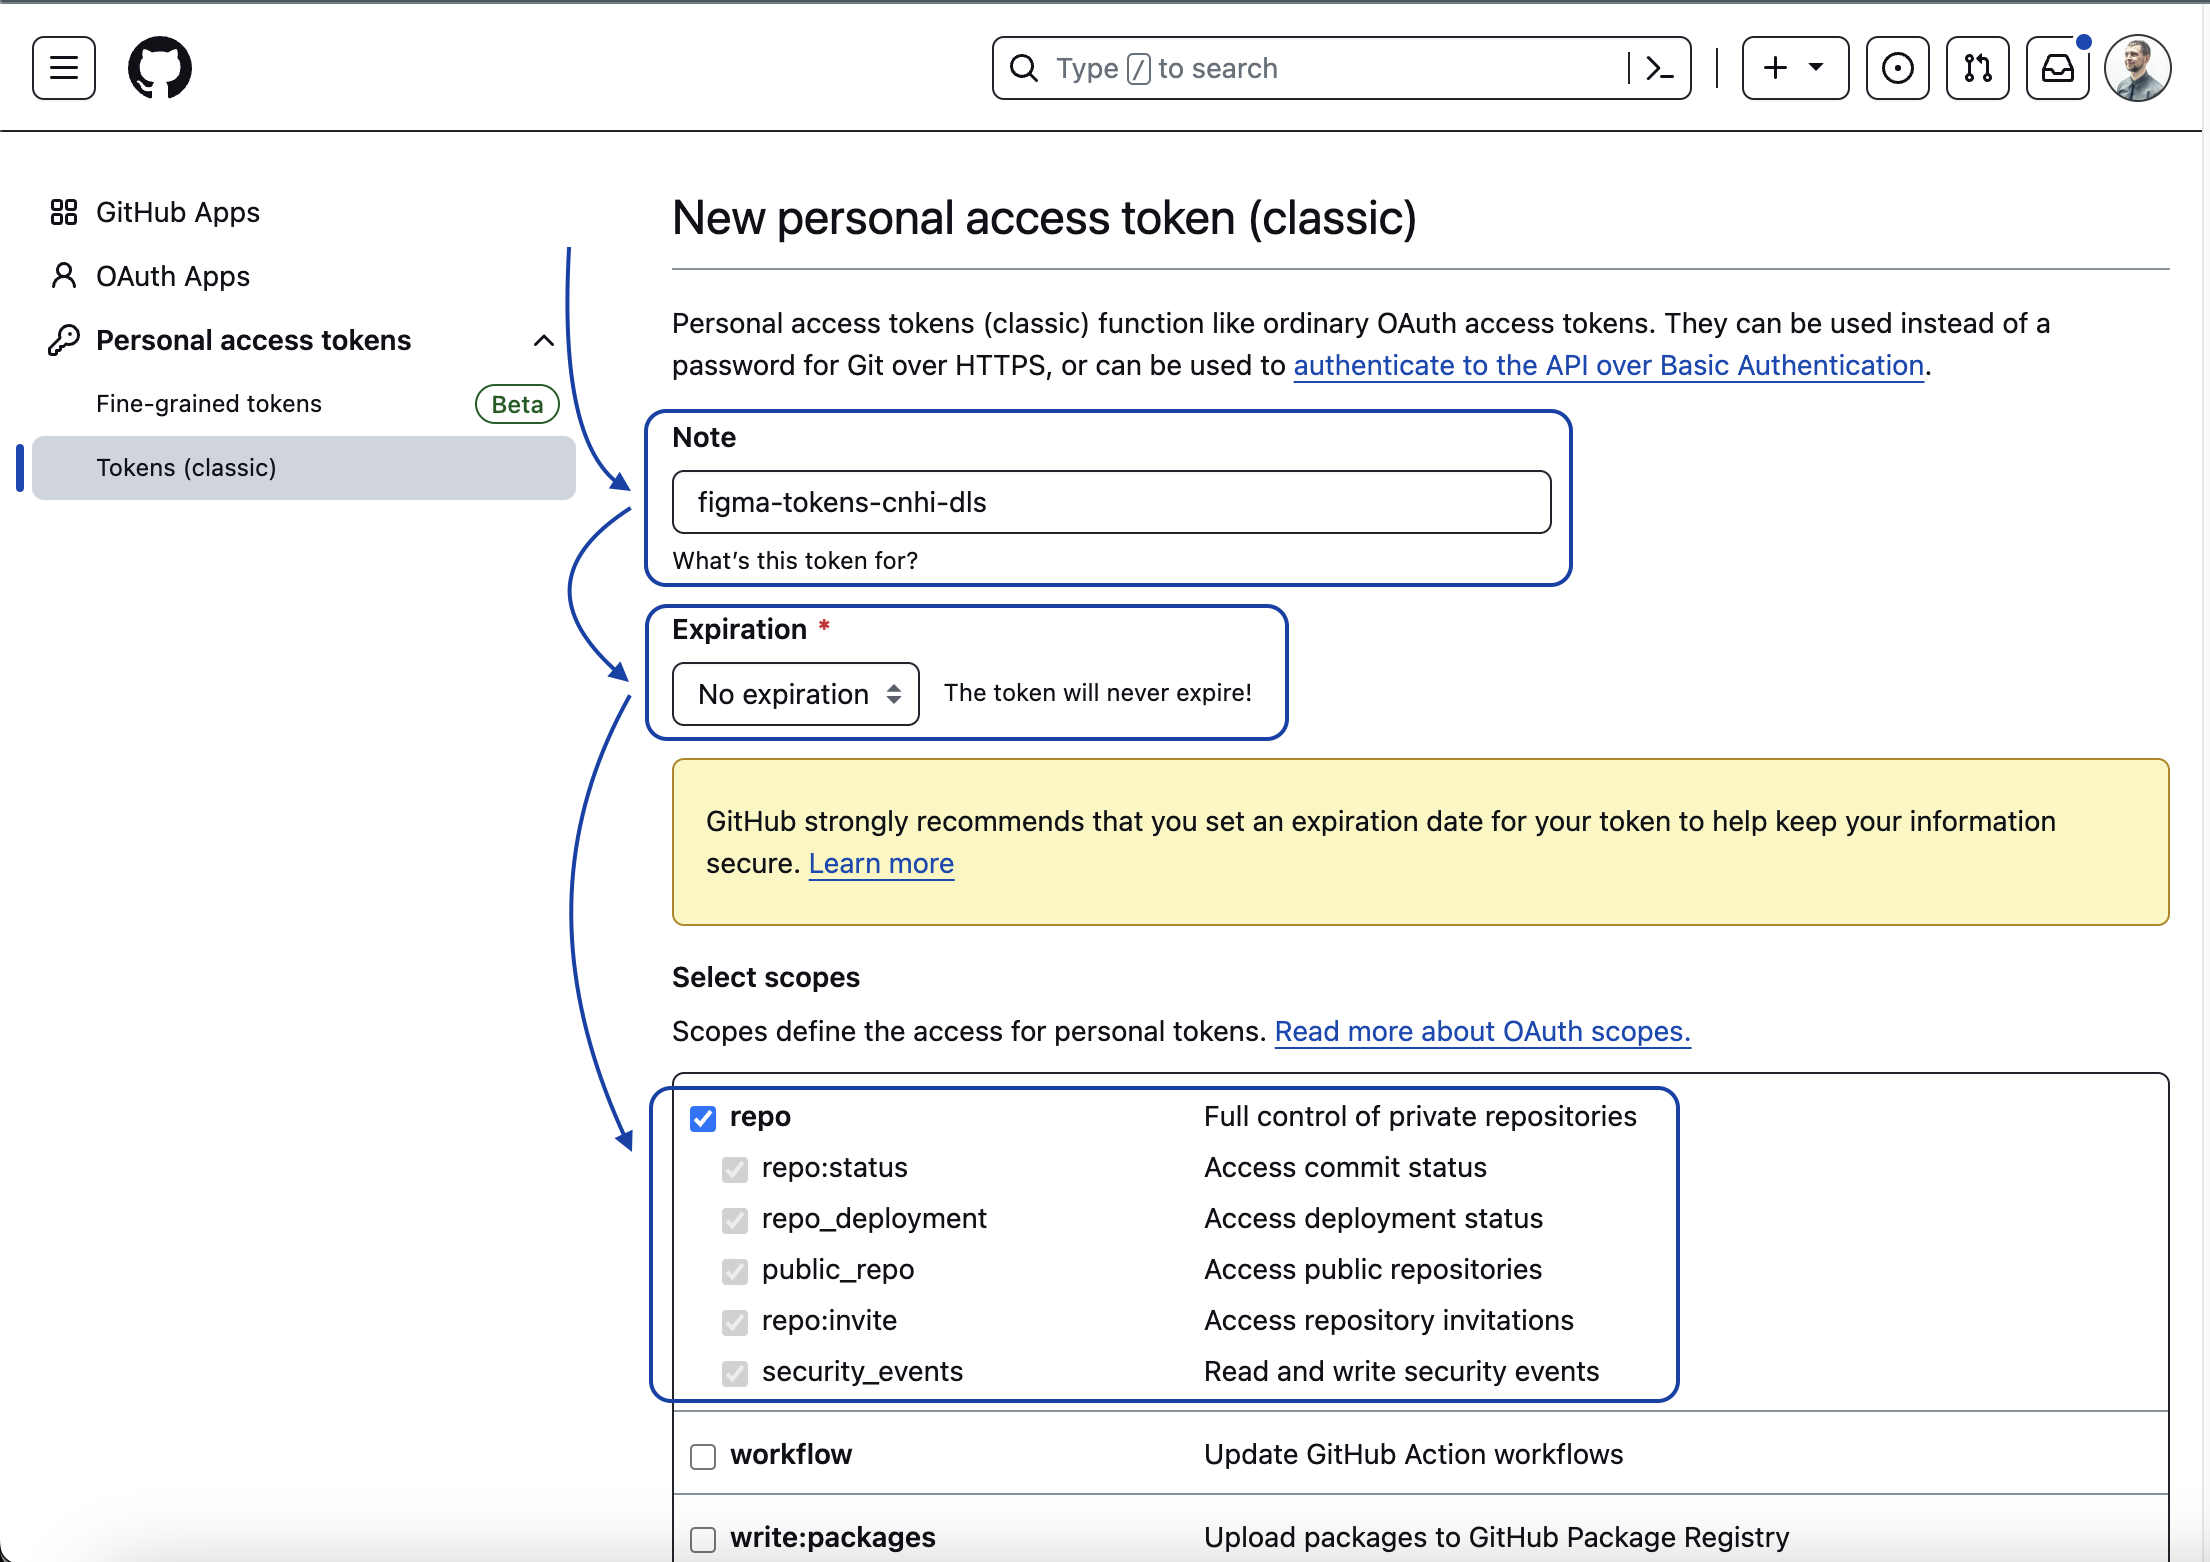 Type / to search
GitHub Apps
OAuth Apps
Personal access tokens
Fine-grained tokens Beta
Tokens (classic)
New personal access token (classic)
Personal access tokens (classic) function like ordinary OAuth access tokens. They can be used instead of a
password for Git over HTTPS, or can be used to authenticate to the API over Basic Authentication.
Note
figma-tokens-cnhi-dls
What's this token for?
Expiration *
No expiration The token will never expire!
GitHub strongly recommends that you set an expiration date for your token to help keep your information
secure. Learn more
Select scopes
Scopes define the access for personal tokens. Read more about OAuth scopes.
repo Full control of private repositories
repo:status Access commit status
repo_deployment Access deployment status
public_repo Access public repositories
repo:invite Access repository invitations
security_events Read and write security events
workflow Update GitHub Action workflows
write:packages Upload packages to GitHub Package Registry